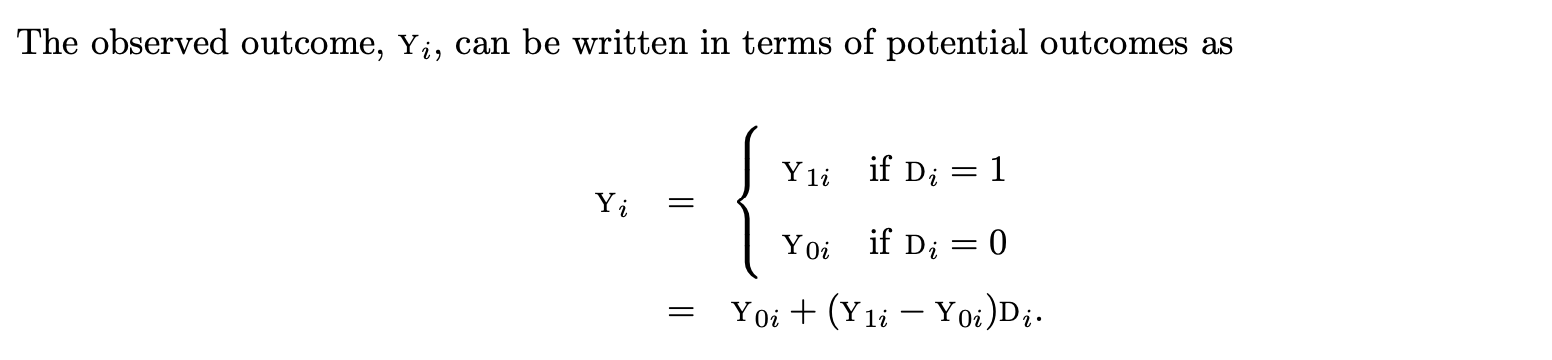 The observed outcome, Yᵢ, can be written in terms of potential outcomes as
Yᵢ = { Y₁ᵢ if Dᵢ = 1
Y₀ᵢ if Dᵢ = 0
= Y₀ᵢ + (Y₁ᵢ − Y₀ᵢ)Dᵢ.